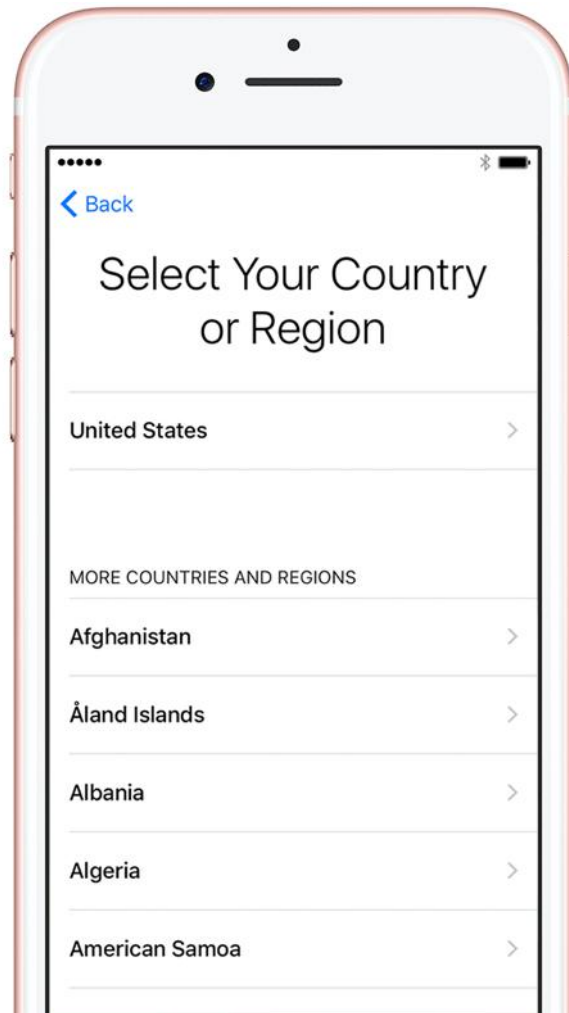 Back
Select Your Country
or Region
United States
MORE COUNTRIES AND REGIONS
Afghanistan
Åland Islands
Albania
Algeria
American Samoa